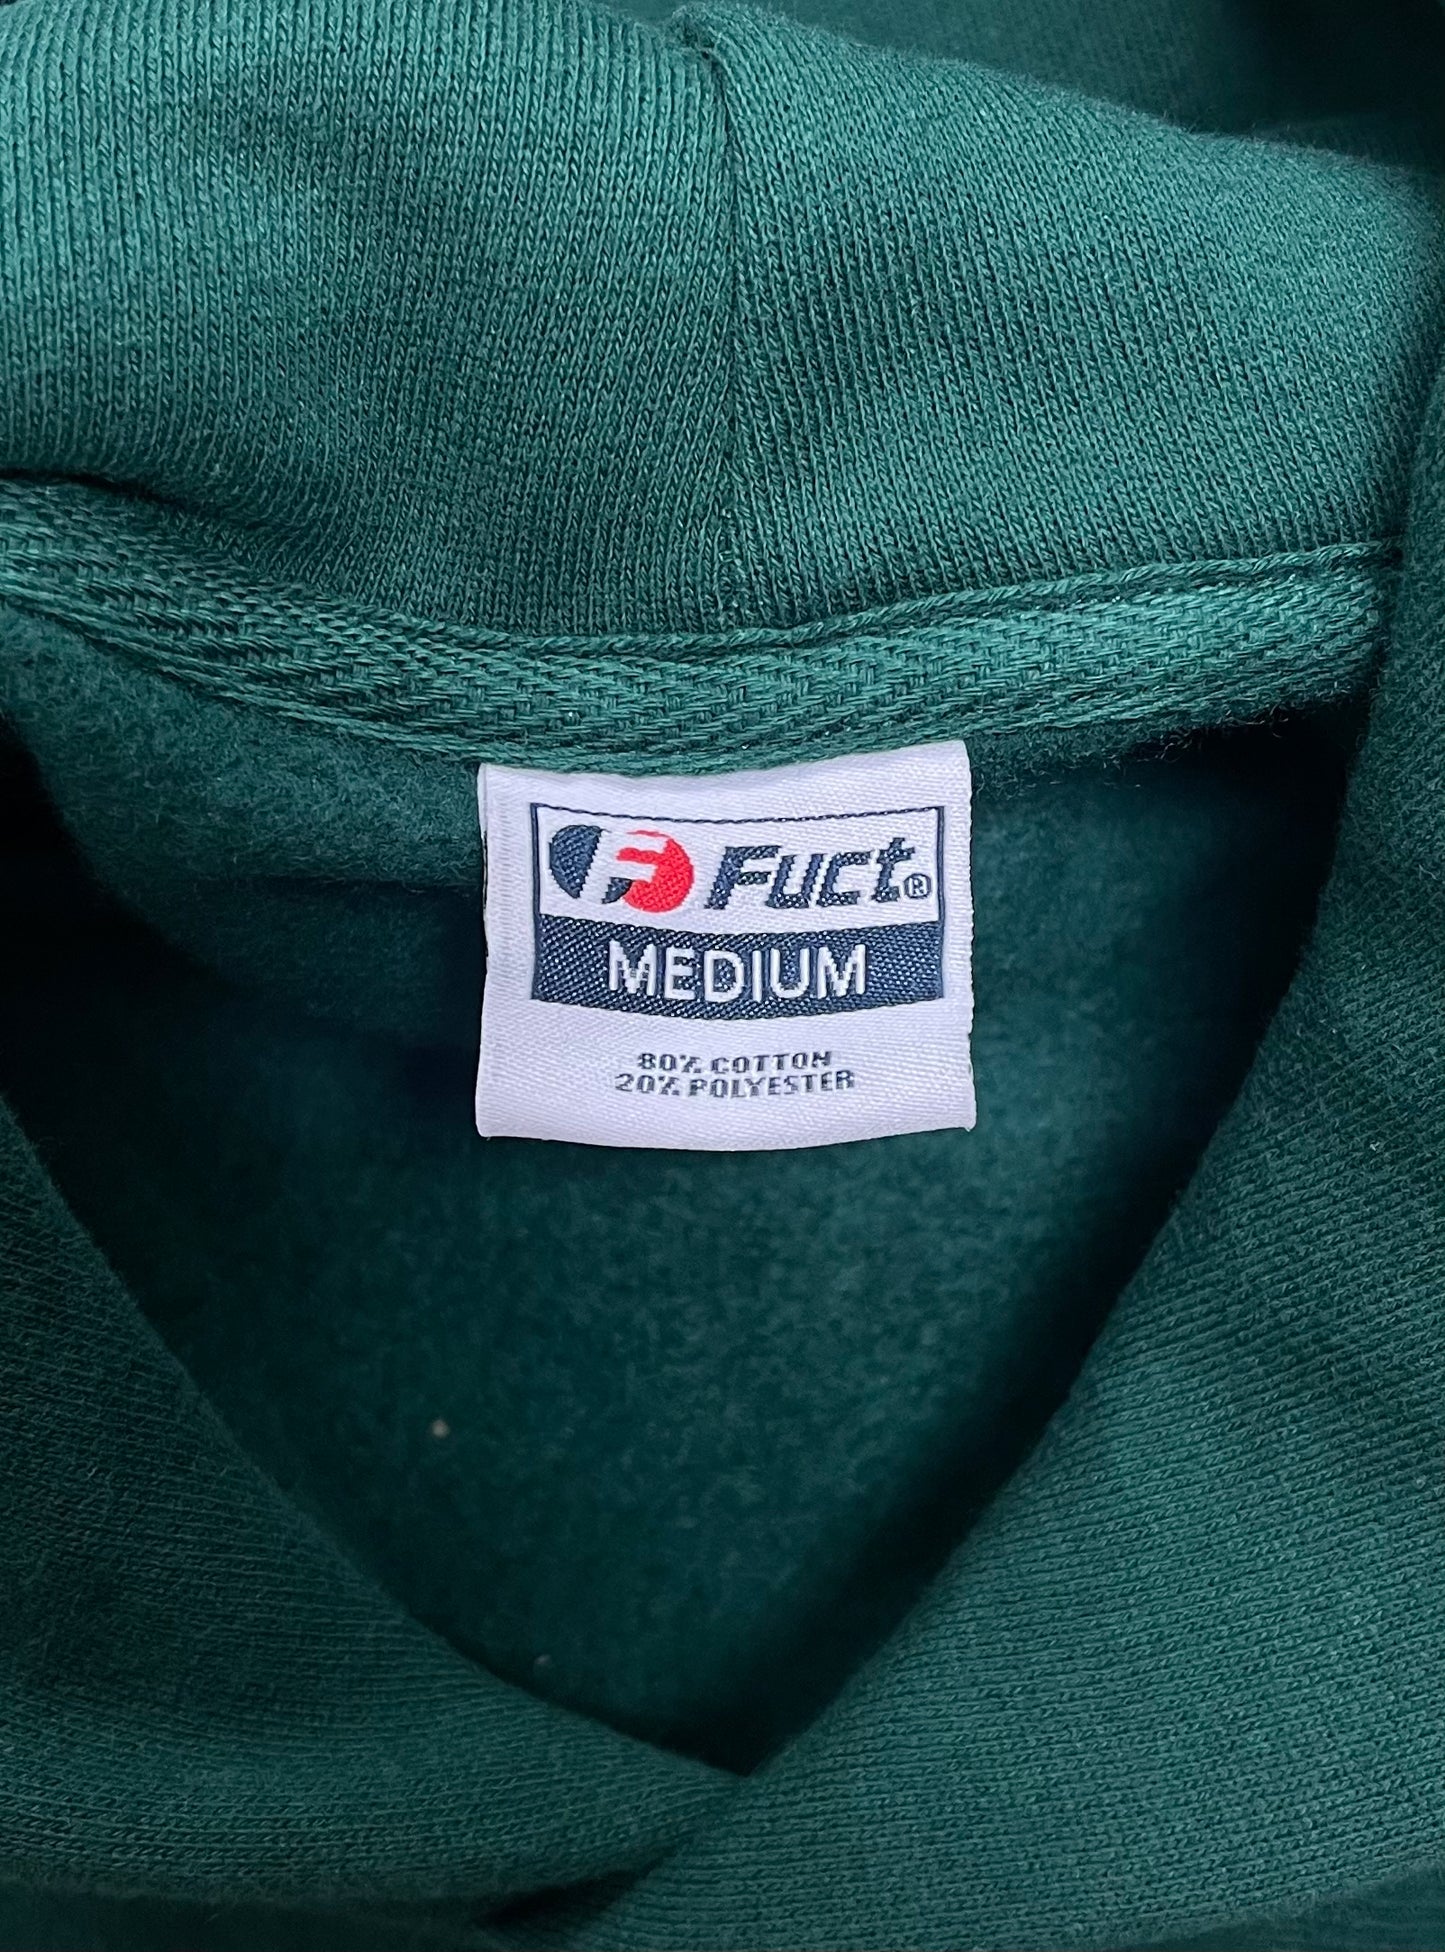 F Fuct®
MEDIUM
80% COTTON
20% POLYESTER